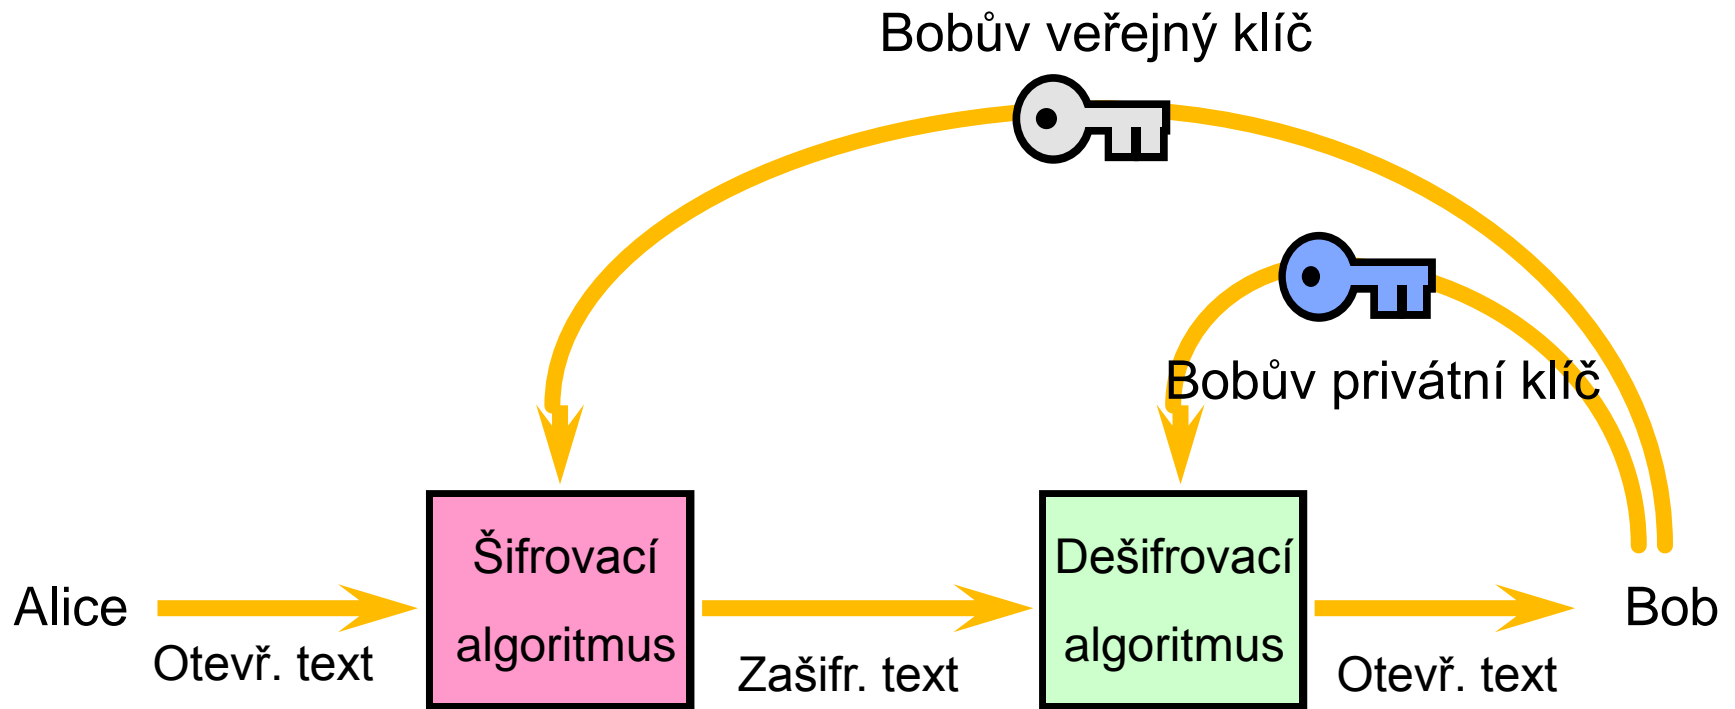 Bobův veřejný klíč
Bobův privátní klíč
Šifrovací
algoritmus
Dešifrovací
algoritmus
Alice
Bob
Otevř. text
Zašifr. text
Otevř. text